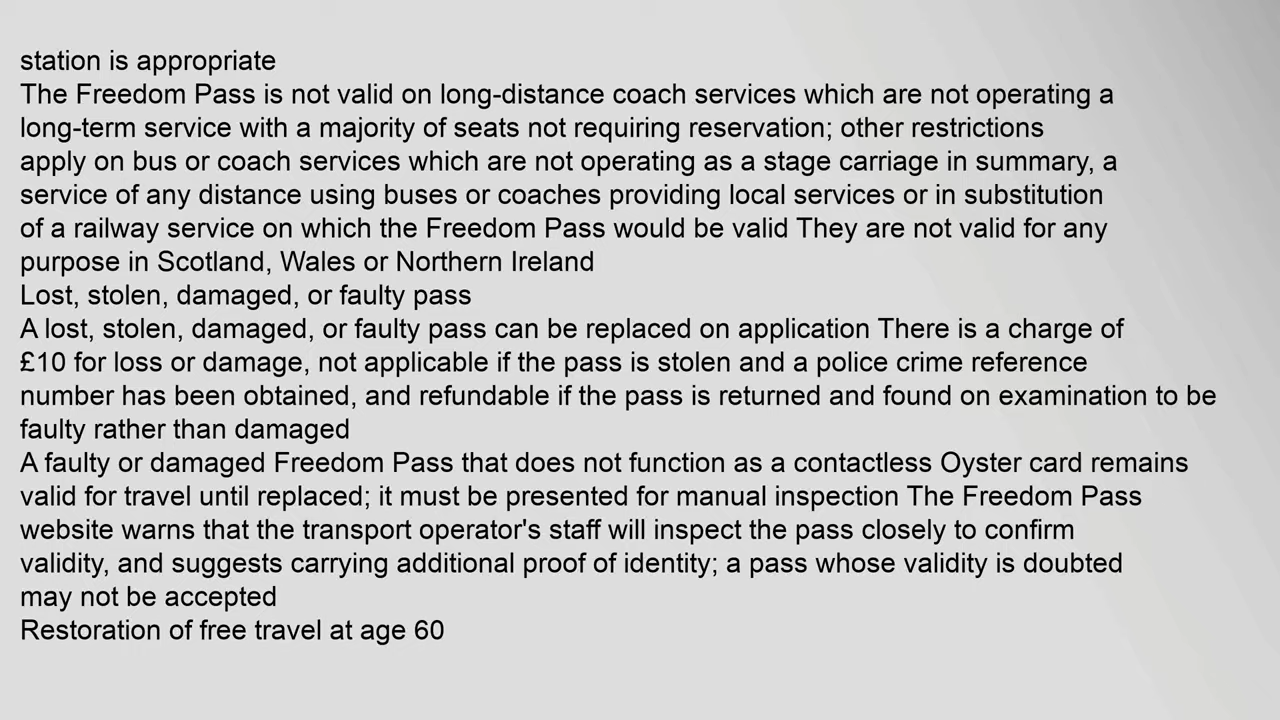 station is appropriate
The Freedom Pass is not valid on long-distance coach services which are not operating a
long-term service with a majority of seats not requiring reservation; other restrictions
apply on bus or coach services which are not operating as a stage carriage in summary, a
service of any distance using buses or coaches providing local services or in substitution
of a railway service on which the Freedom Pass would be valid They are not valid for any
purpose in Scotland, Wales or Northern Ireland
Lost, stolen, damaged, or faulty pass
A lost, stolen, damaged, or faulty pass can be replaced on application There is a charge of
£10 for loss or damage, not applicable if the pass is stolen and a police crime reference
number has been obtained, and refundable if the pass is returned and found on examination to be
faulty rather than damaged
A faulty or damaged Freedom Pass that does not function as a contactless Oyster card remains
valid for travel until replaced; it must be presented for manual inspection The Freedom Pass
website warns that the transport operator's staff will inspect the pass closely to confirm
validity, and suggests carrying additional proof of identity; a pass whose validity is doubted
may not be accepted
Restoration of free travel at age 60